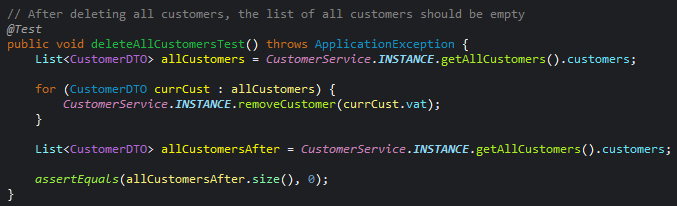 // After deleting all customers, the list of all customers should be empty
@Test
public void deleteAllCustomersTest() throws ApplicationException {
    List<CustomerDTO> allCustomers = CustomerService.INSTANCE.getAllCustomers().customers;

    for (CustomerDTO currCust : allCustomers) {
        CustomerService.INSTANCE.removeCustomer(currCust.vat);
    }

    List<CustomerDTO> allCustomersAfter = CustomerService.INSTANCE.getAllCustomers().customers;

    assertEquals(allCustomersAfter.size(), 0);
}